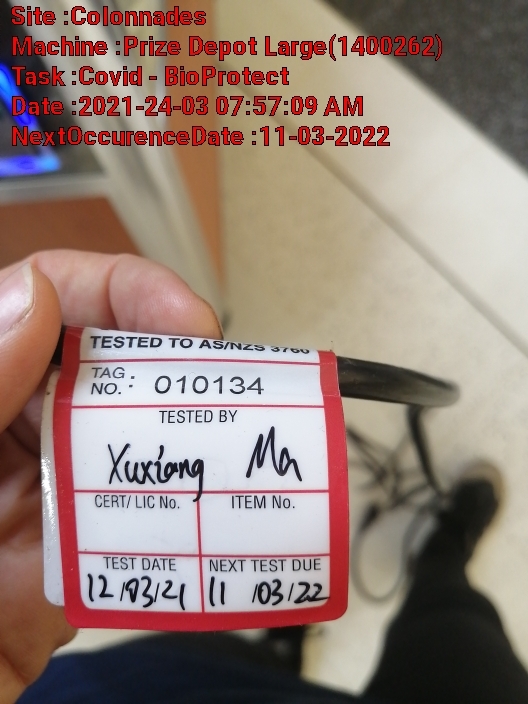 Site :Colonnades
Machine :Prize Depot Large(1400262)
Task :Covid - BioProtect
Date :2021-24-03 07:57:09 AM
NextOccurenceDate :11-03-2022
TESTED TO AS/NZS 3760
TAG NO.: 010134
TESTED BY
Xuxiang Ma
CERT/ LIC No. ITEM No.
TEST DATE NEXT TEST DUE
12/03/21 11/03/22